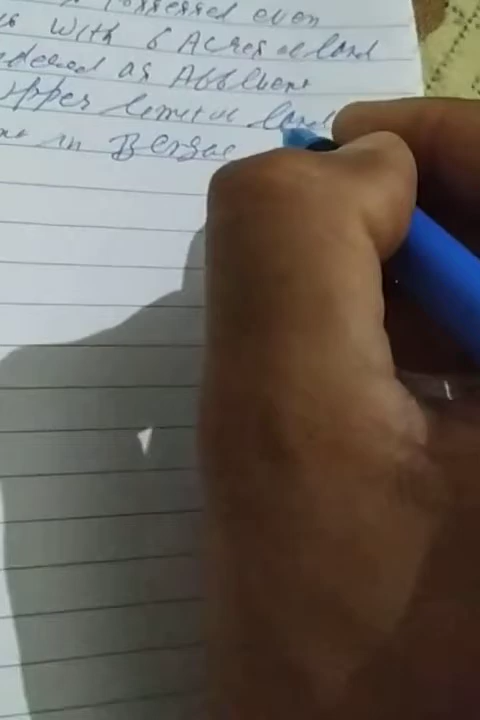 possessed even
with 6 Acres of land
as Affluent
upper limit of land
in Bengal